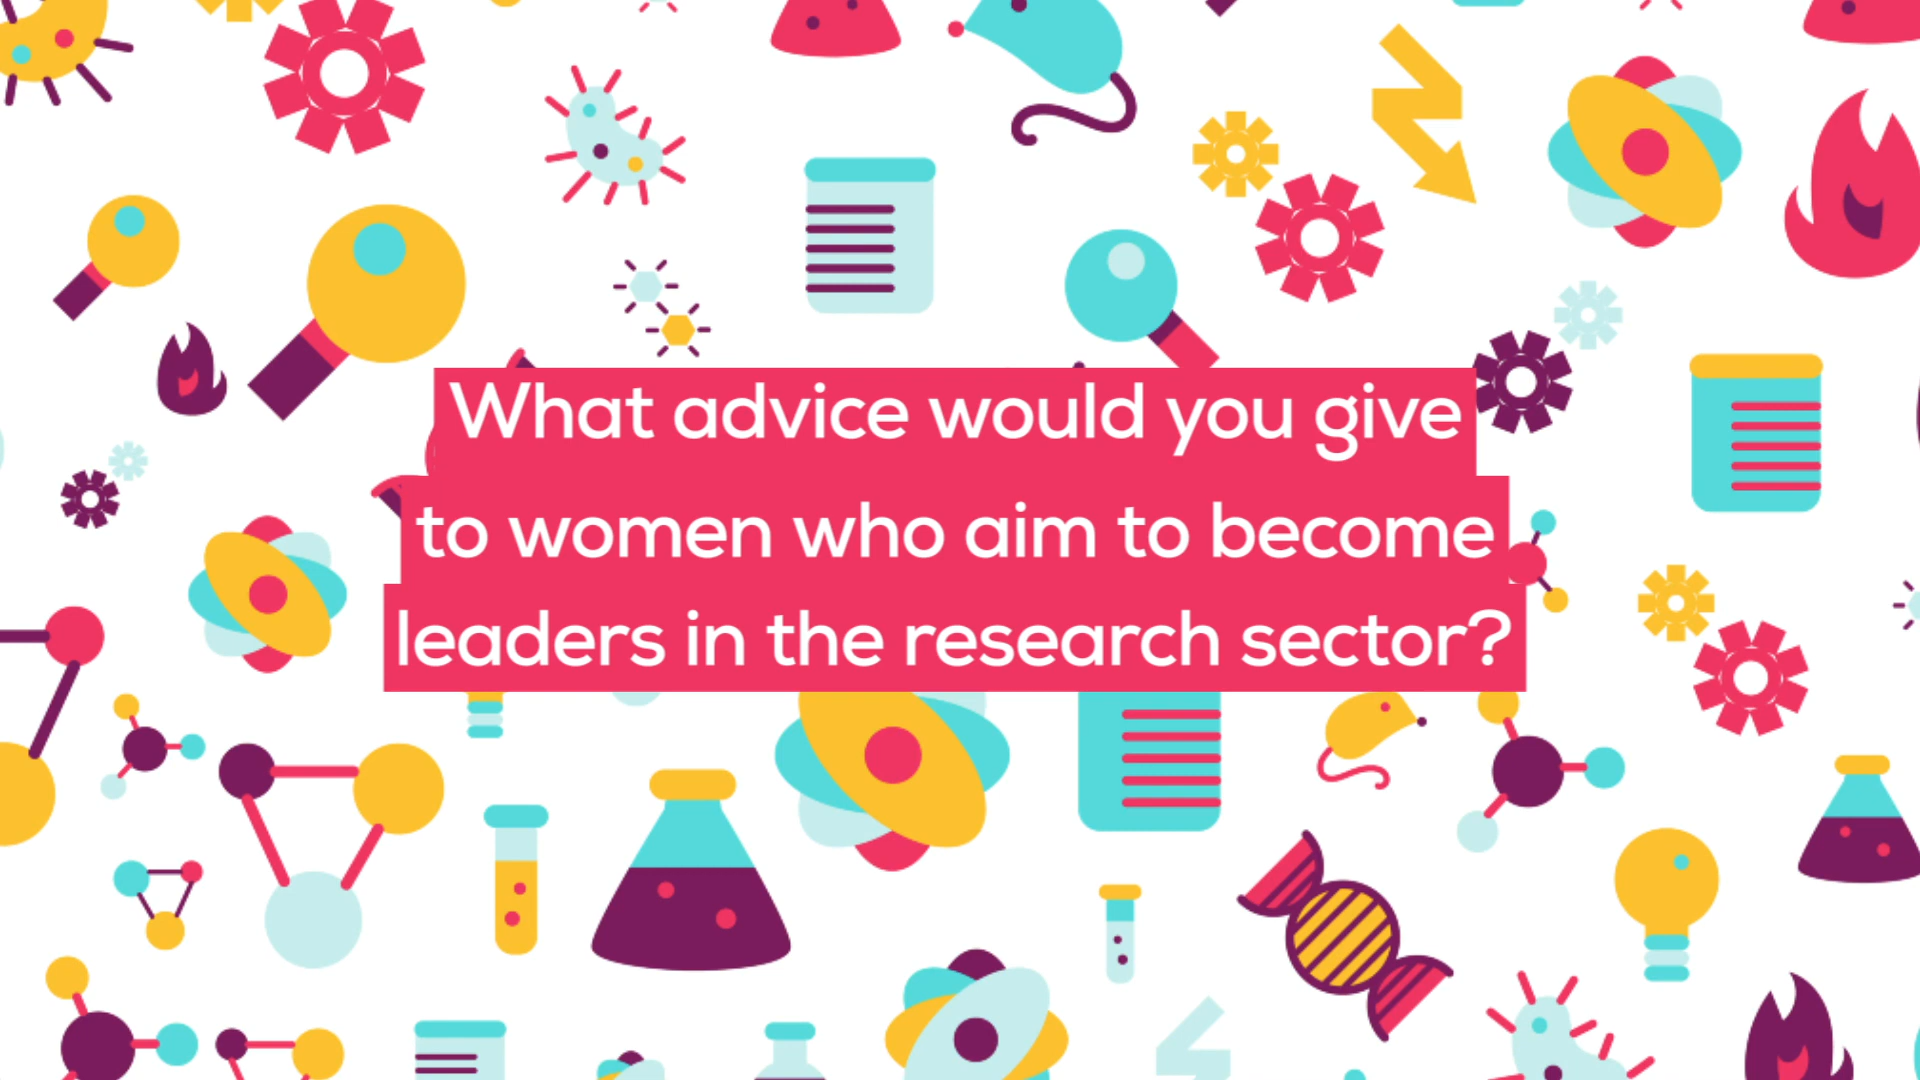 What advice would you give
to women who aim to become
leaders in the research sector?